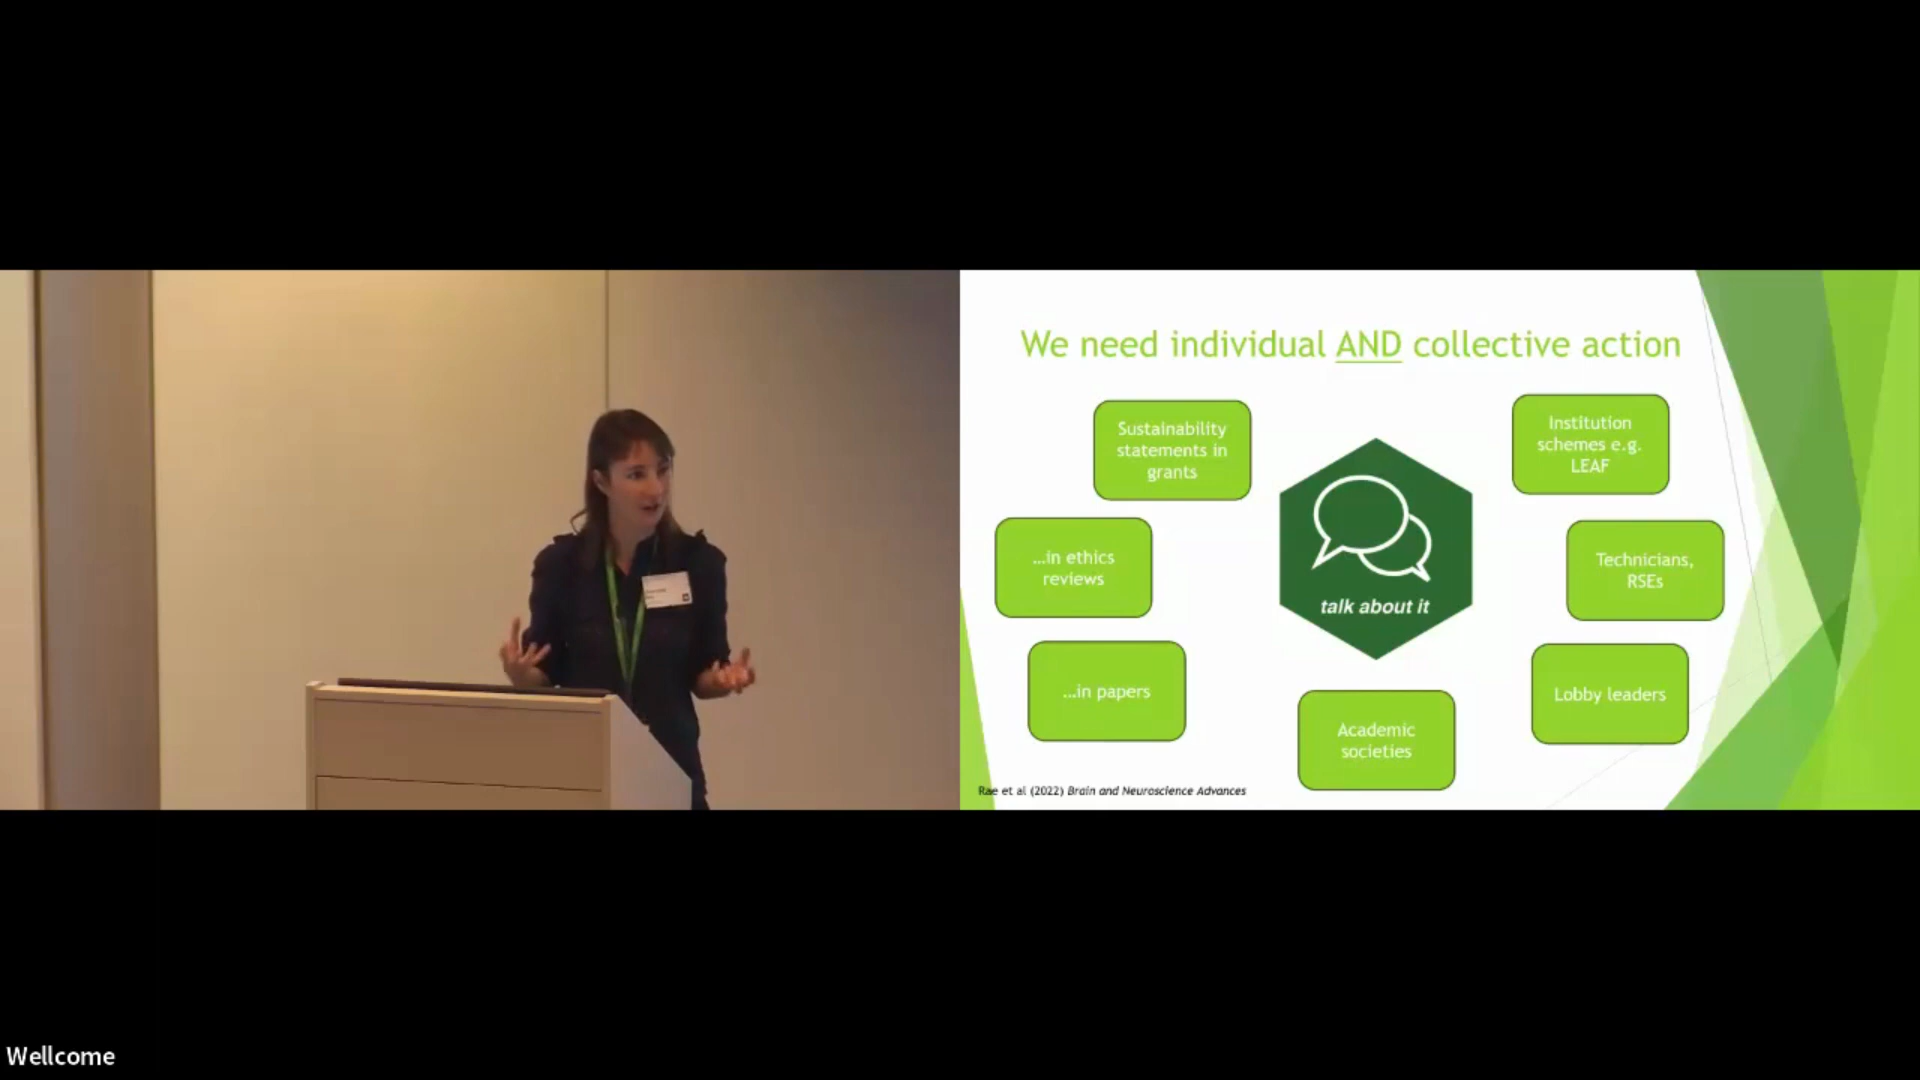 We need individual AND collective action
Sustainability
statements in
grants
Institution
schemes e.g.
LEAF
...in ethics
reviews
talk about it
Technicians,
RSEs
...in papers
Lobby leaders
Academic
societies
Rae et al (2022) Brain and Neuroscience Advances
Wellcome